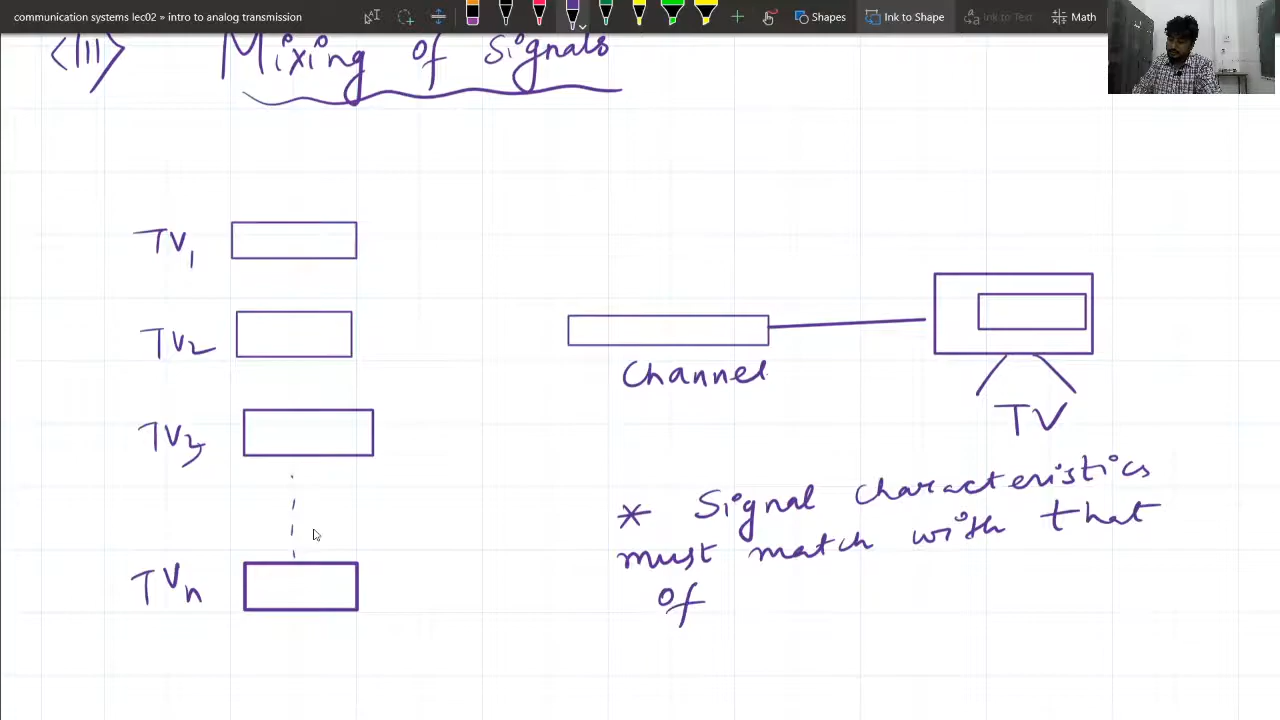 communication systems lec02 » intro to analog transmission
Shapes
Ink to Shape
Ink to Text
Math
<III> Mixing of Signals
TV1
TV2
TV3
TVn
Channel
TV
* Signal characteristics
must match with that
of